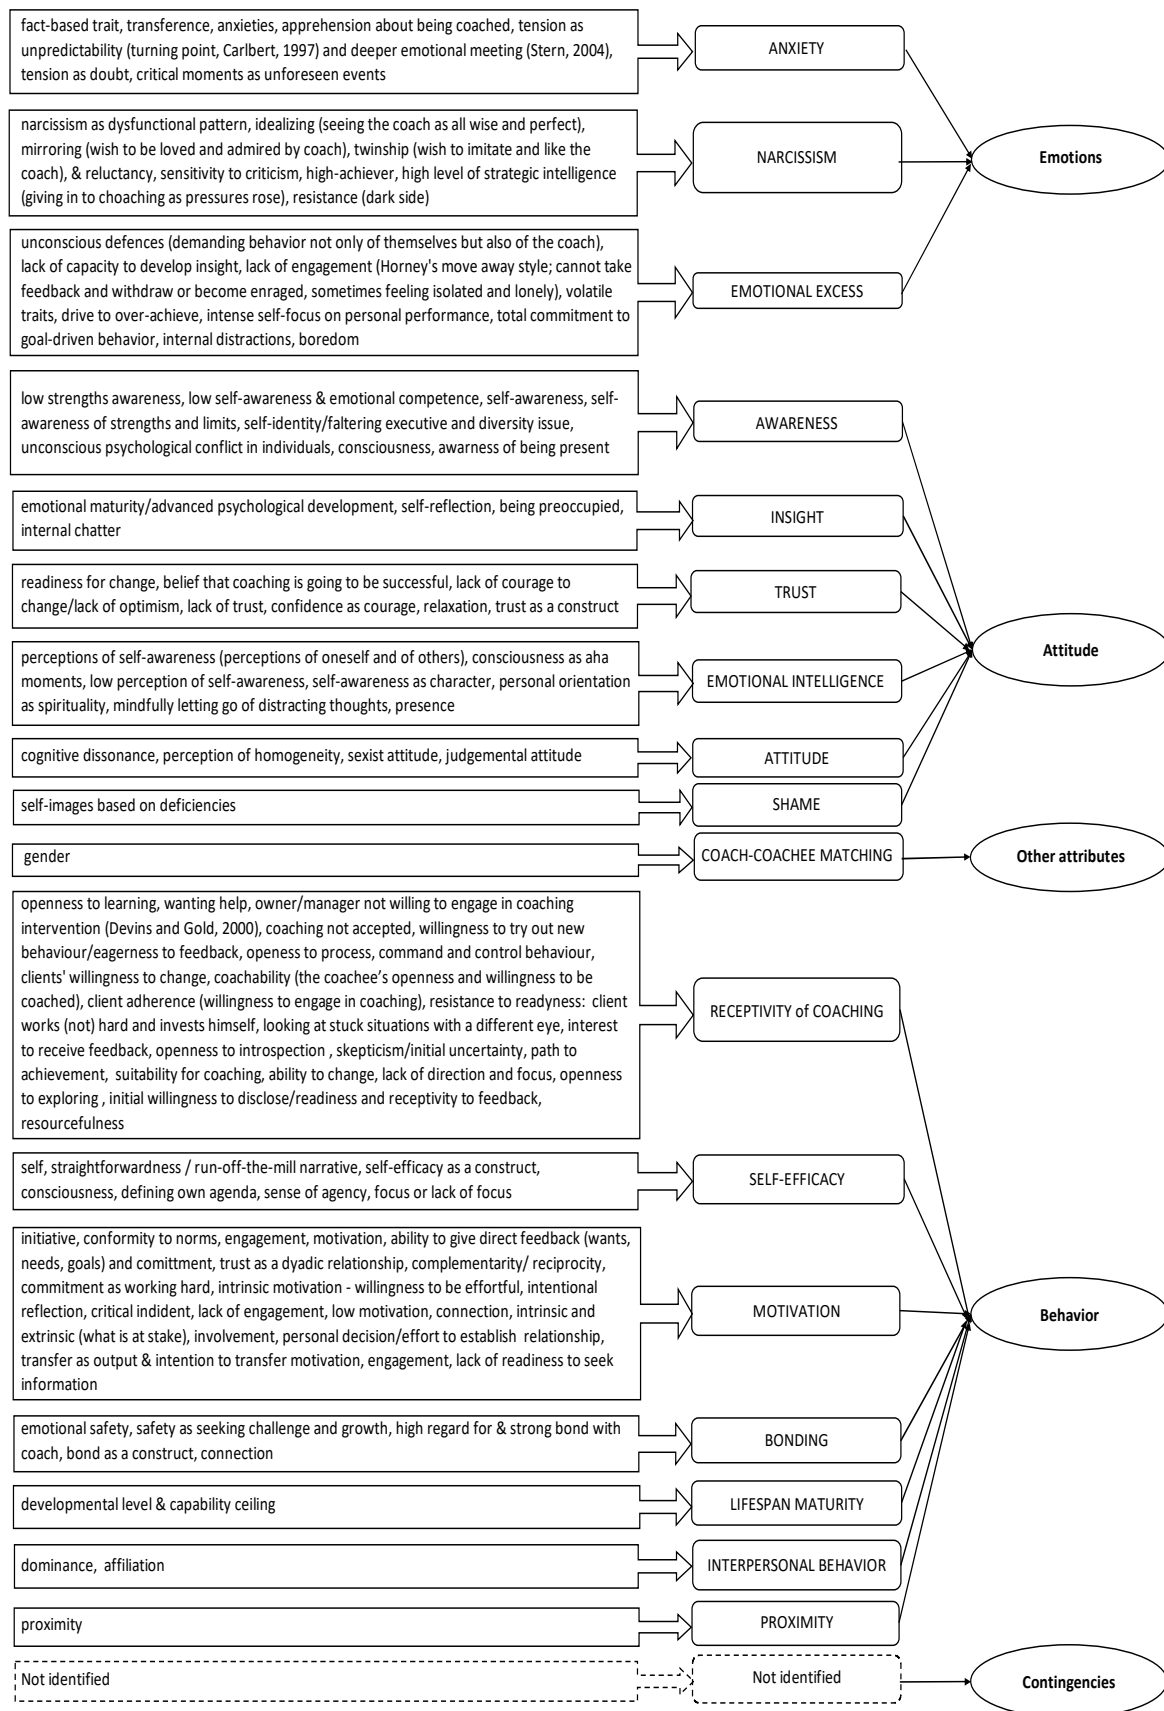 fact-based trait, transference, anxieties, apprehension about being coached, tension as
unpredictability (turning point, Carlbert, 1997) and deeper emotional meeting (Stern, 2004),
tension as doubt, critical moments as unforeseen events
ANXIETY
narcissism as dysfunctional pattern, idealizing (seeing the coach as all wise and perfect),
mirroring (wish to be loved and admired by coach), twinship (wish to imitate and like the
coach), & reluctancy, sensitivity to criticism, high-achiever, high level of strategic intelligence
(giving in to choaching as pressures rose), resistance (dark side)
NARCISSISM
Emotions
unconscious defences (demanding behavior not only of themselves but also of the coach),
lack of capacity to develop insight, lack of engagement (Horney's move away style; cannot take
feedback and withdraw or become enraged, sometimes feeling isolated and lonely), volatile
traits, drive to over-achieve, intense self-focus on personal performance, total commitment to
goal-driven behavior, internal distractions, boredom
EMOTIONAL EXCESS
low strengths awareness, low self-awareness & emotional competence, self-awareness, self-
awareness of strengths and limits, self-identity/faltering executive and diversity issue,
unconscious psychological conflict in individuals, consciousness, awarness of being present
AWARENESS
emotional maturity/advanced psychological development, self-reflection, being preoccupied,
internal chatter
INSIGHT
readiness for change, belief that coaching is going to be successful, lack of courage to
change/lack of optimism, lack of trust, confidence as courage, relaxation, trust as a construct
TRUST
Attitude
perceptions of self-awareness (perceptions of oneself and of others), consciousness as aha
moments, low perception of self-awareness, self-awareness as character, personal orientation
as spirituality, mindfully letting go of distracting thoughts, presence
EMOTIONAL INTELLIGENCE
cognitive dissonance, perception of homogeneity, sexist attitude, judgemental attitude
ATTITUDE
self-images based on deficiencies
SHAME
gender
COACH-COACHEE MATCHING
Other attributes
openness to learning, wanting help, owner/manager not willing to engage in coaching
intervention (Devins and Gold, 2000), coaching not accepted, willingness to try out new
behaviour/eagerness to feedback, openess to process, command and control behaviour,
clients' willingness to change, coachability (the coachee’s openness and willingness to be
coached), client adherence (willingness to engage in coaching), resistance to readyness: client
works (not) hard and invests himself, looking at stuck situations with a different eye, interest
to receive feedback, openness to introspection , skepticism/initial uncertainty, path to
achievement, suitability for coaching, ability to change, lack of direction and focus, openness
to exploring , initial willingness to disclose/readiness and receptivity to feedback,
resourcefulness
RECEPTIVITY of COACHING
self, straightforwardness / run-off-the-mill narrative, self-efficacy as a construct,
consciousness, defining own agenda, sense of agency, focus or lack of focus
SELF-EFFICACY
initiative, conformity to norms, engagement, motivation, ability to give direct feedback (wants,
needs, goals) and comittment, trust as a dyadic relationship, complementarity/ reciprocity,
commitment as working hard, intrinsic motivation - willingness to be effortful, intentional
reflection, critical indident, lack of engagement, low motivation, connection, intrinsic and
extrinsic (what is at stake), involvement, personal decision/effort to establish relationship,
transfer as output & intention to transfer motivation, engagement, lack of readiness to seek
information
MOTIVATION
Behavior
emotional safety, safety as seeking challenge and growth, high regard for & strong bond with
coach, bond as a construct, connection
BONDING
developmental level & capability ceiling
LIFESPAN MATURITY
dominance, affiliation
INTERPERSONAL BEHAVIOR
proximity
PROXIMITY
Not identified
Not identified
Contingencies